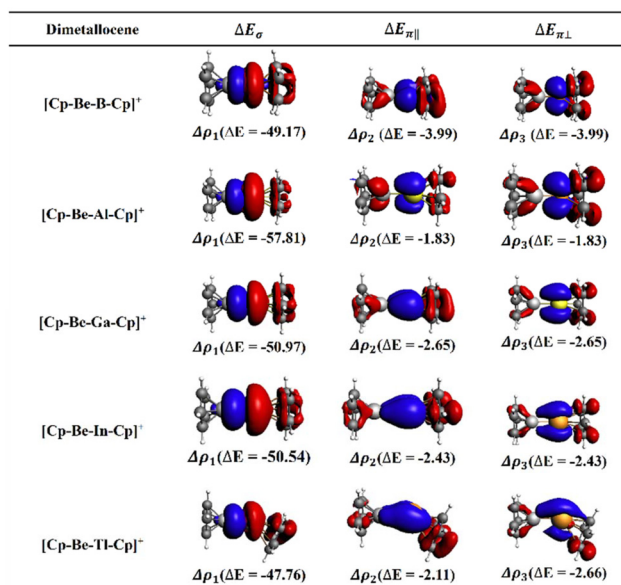 Dimetallocene ΔE_σ ΔE_π∥ ΔE_π⊥
[Cp-Be-B-Cp]⁺
Δρ₁(ΔE = -49.17) Δρ₂ (ΔE = -3.99) Δρ₃(ΔE = -3.99)
[Cp-Be-Al-Cp]⁺
Δρ₁(ΔE = -57.81) Δρ₂(ΔE = -1.83) Δρ₃(ΔE = -1.83)
[Cp-Be-Ga-Cp]⁺
Δρ₁(ΔE = -50.97) Δρ₂(ΔE = -2.65) Δρ₃(ΔE = -2.65)
[Cp-Be-In-Cp]⁺
Δρ₁(ΔE = -50.54) Δρ₂(ΔE = -2.43) Δρ₃(ΔE = -2.43)
[Cp-Be-Tl-Cp]⁺
Δρ₁(ΔE = -47.76) Δρ₂(ΔE = -2.11) Δρ₃(ΔE = -2.66)